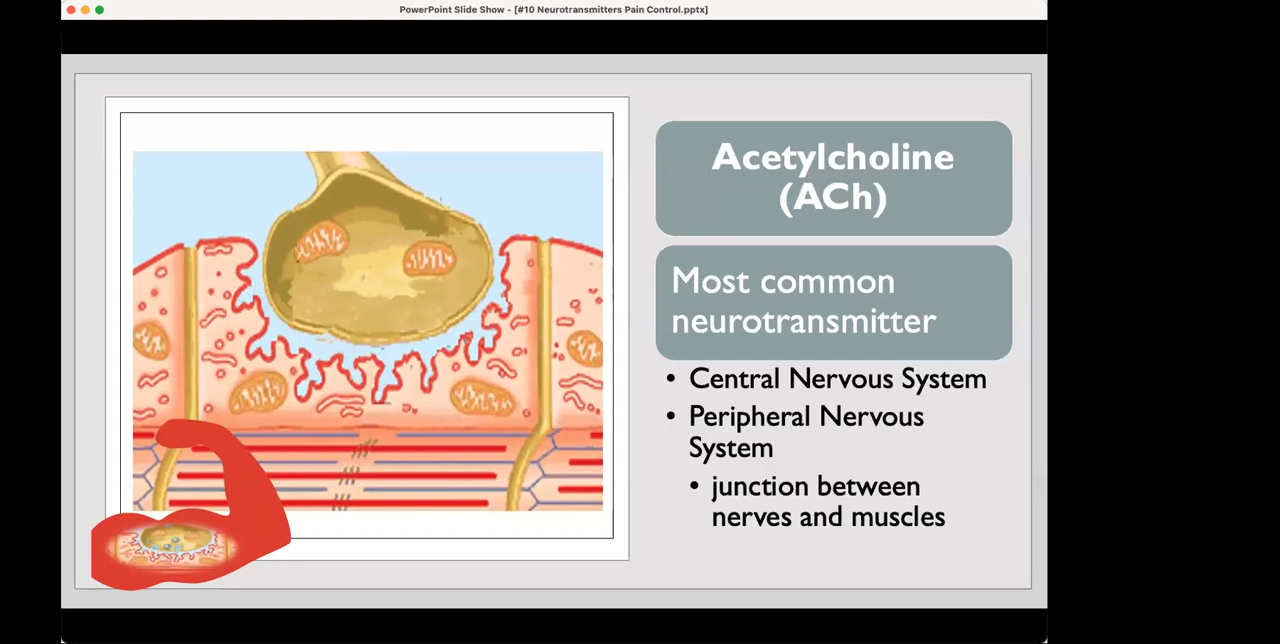 PowerPoint Slide Show - [#10 Neurotransmitters Pain Control.pptx]
Acetylcholine
(ACh)
Most common
neurotransmitter
• Central Nervous System
• Peripheral Nervous
System
• junction between
nerves and muscles